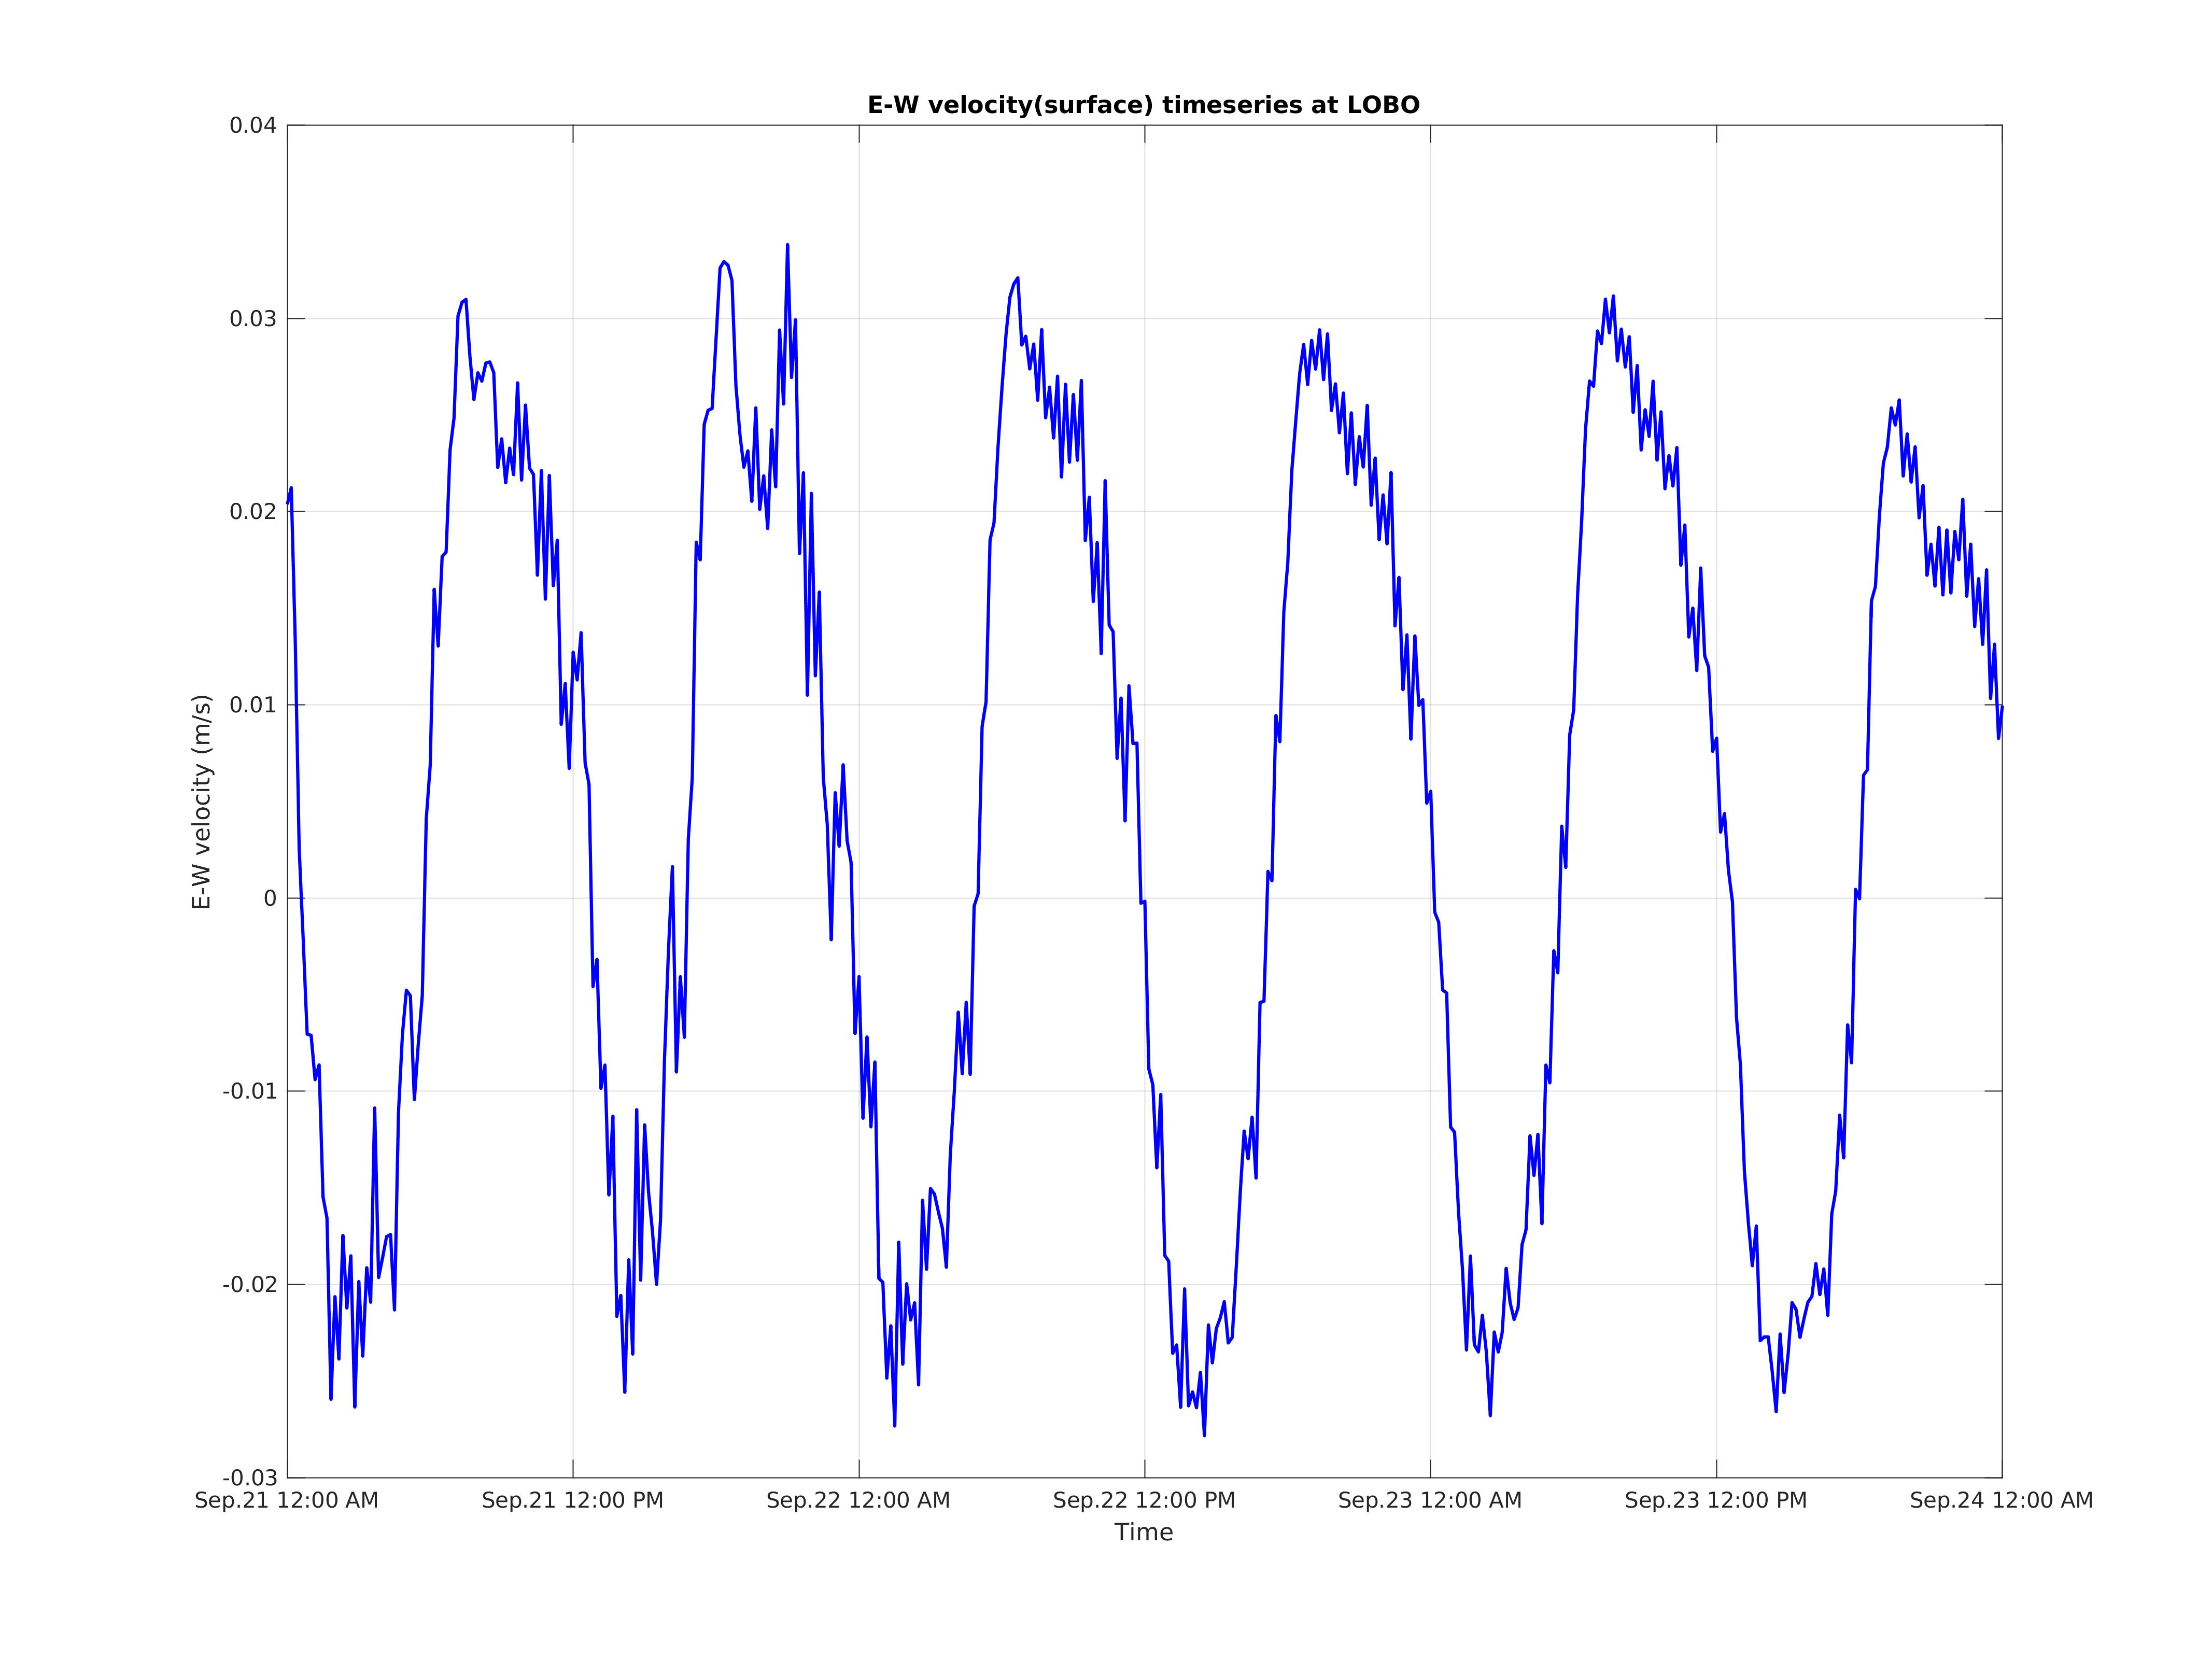 E-W velocity(surface) timeseries at LOBO
0.04
0.03
0.02
0.01
0
-0.01
-0.02
-0.03
E-W velocity (m/s)
Sep.21 12:00 AM Sep.21 12:00 PM Sep.22 12:00 AM Sep.22 12:00 PM Sep.23 12:00 AM Sep.23 12:00 PM Sep.24 12:00 AM
Time